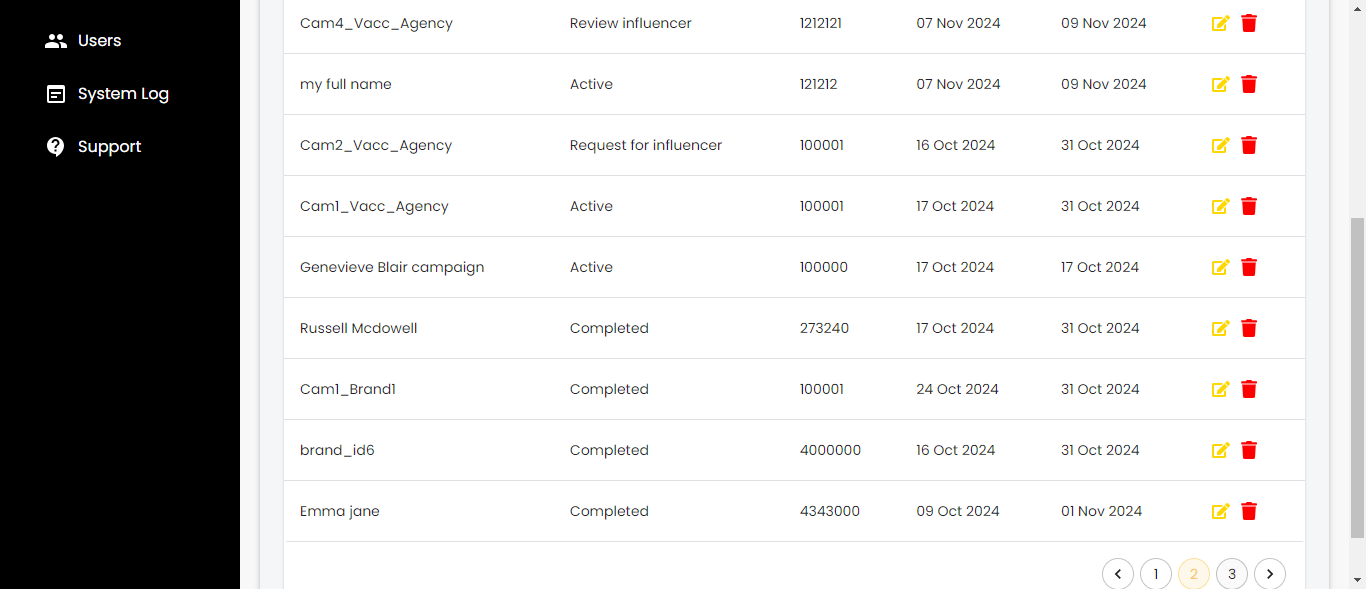 Users
System Log
Support
Cam4_Vacc_Agency Review influencer 1212121 07 Nov 2024 09 Nov 2024
my full name Active 121212 07 Nov 2024 09 Nov 2024
Cam2_Vacc_Agency Request for influencer 100001 16 Oct 2024 31 Oct 2024
Cam1_Vacc_Agency Active 100001 17 Oct 2024 31 Oct 2024
Genevieve Blair campaign Active 100000 17 Oct 2024 17 Oct 2024
Russell Mcdowell Completed 273240 17 Oct 2024 31 Oct 2024
Cam1_Brand1 Completed 100001 24 Oct 2024 31 Oct 2024
brand_id6 Completed 4000000 16 Oct 2024 31 Oct 2024
Emma jane Completed 4343000 09 Oct 2024 01 Nov 2024
1 2 3